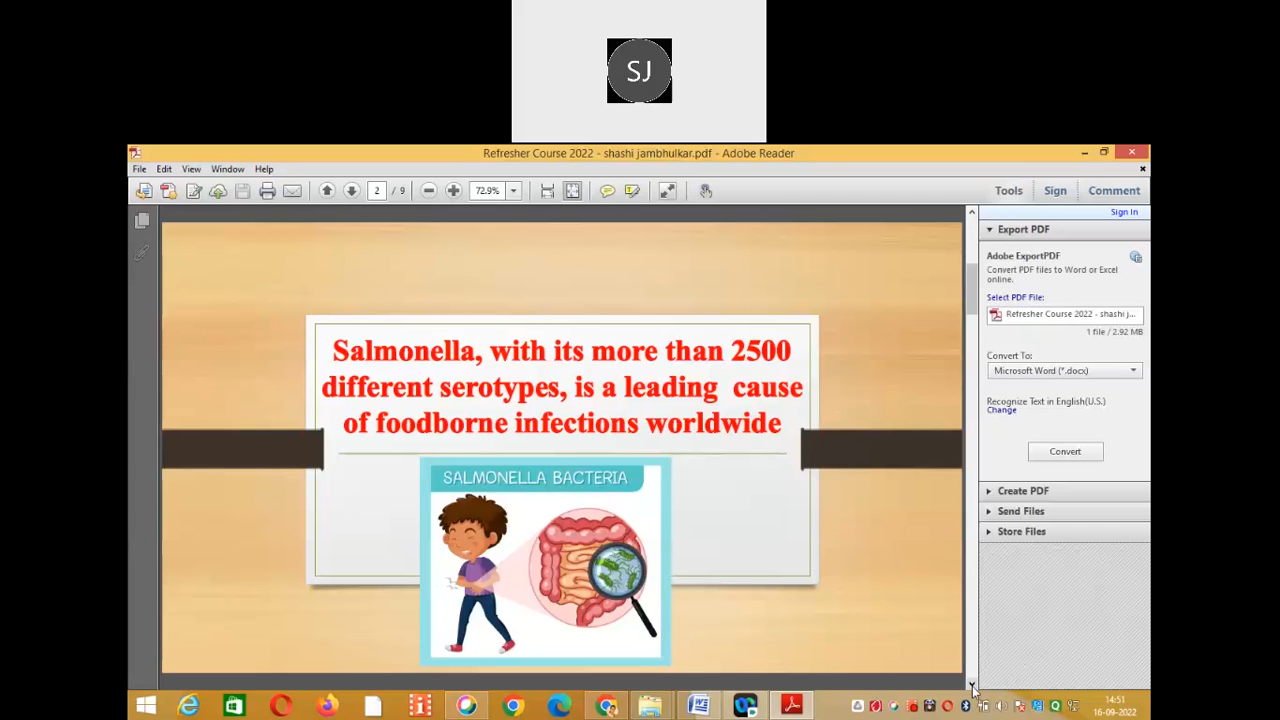 SJ
Refresher Course 2022 - shashi jambhulkar.pdf - Adobe Reader
File Edit View Window Help
2 / 9 72.9% Tools Sign Comment
Sign In
Export PDF
Adobe ExportPDF
Convert PDF files to Word or Excel
online.
Select PDF File:
Refresher Course 2022 - shashi j...
1 file / 2.92 MB
Convert To:
Microsoft Word (*.docx)
Recognize Text in English(U.S.)
Change
Convert
Create PDF
Send Files
Store Files
Salmonella, with its more than 2500
different serotypes, is a leading cause
of foodborne infections worldwide
SALMONELLA BACTERIA
14:51
16-09-2022